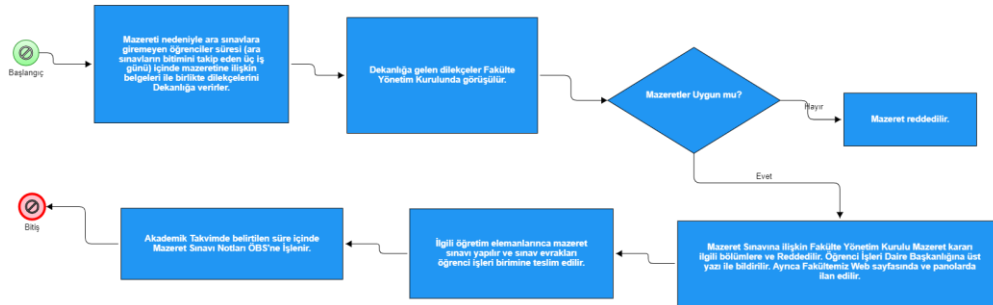 Başlangıç
Mazereti nedeniyle ara sınavlara
giremeyen öğrenciler süresi (ara
sınavların bitimini takip eden üç iş
günü) içinde mazeretine ilişkin
belgeleri ile birlikte dilekçelerini
Dekanlığa verirler.
Dekanlığa gelen dilekçeler Fakülte
Yönetim Kurulunda görüşülür.
Mazeretler Uygun mu?
Hayır
Mazeret reddedilir.
Evet
Mazeret Sınavına ilişkin Fakülte Yönetim Kurulu Mazeret kararı
ilgili bölümlere ve Reddedilir. Öğrenci İşleri Daire Başkanlığına üst
yazı ile bildirilir. Ayrıca Fakültemiz Web sayfasında ve panolarda
ilan edilir.
İlgili öğretim elemanlarınca mazeret
sınavı yapılır ve sınav evrakları
öğrenci işleri birimine teslim edilir.
Akademik Takvimde belirtilen süre içinde
Mazeret Sınavı Notları ÖBS'ne İşlenir.
Bitiş